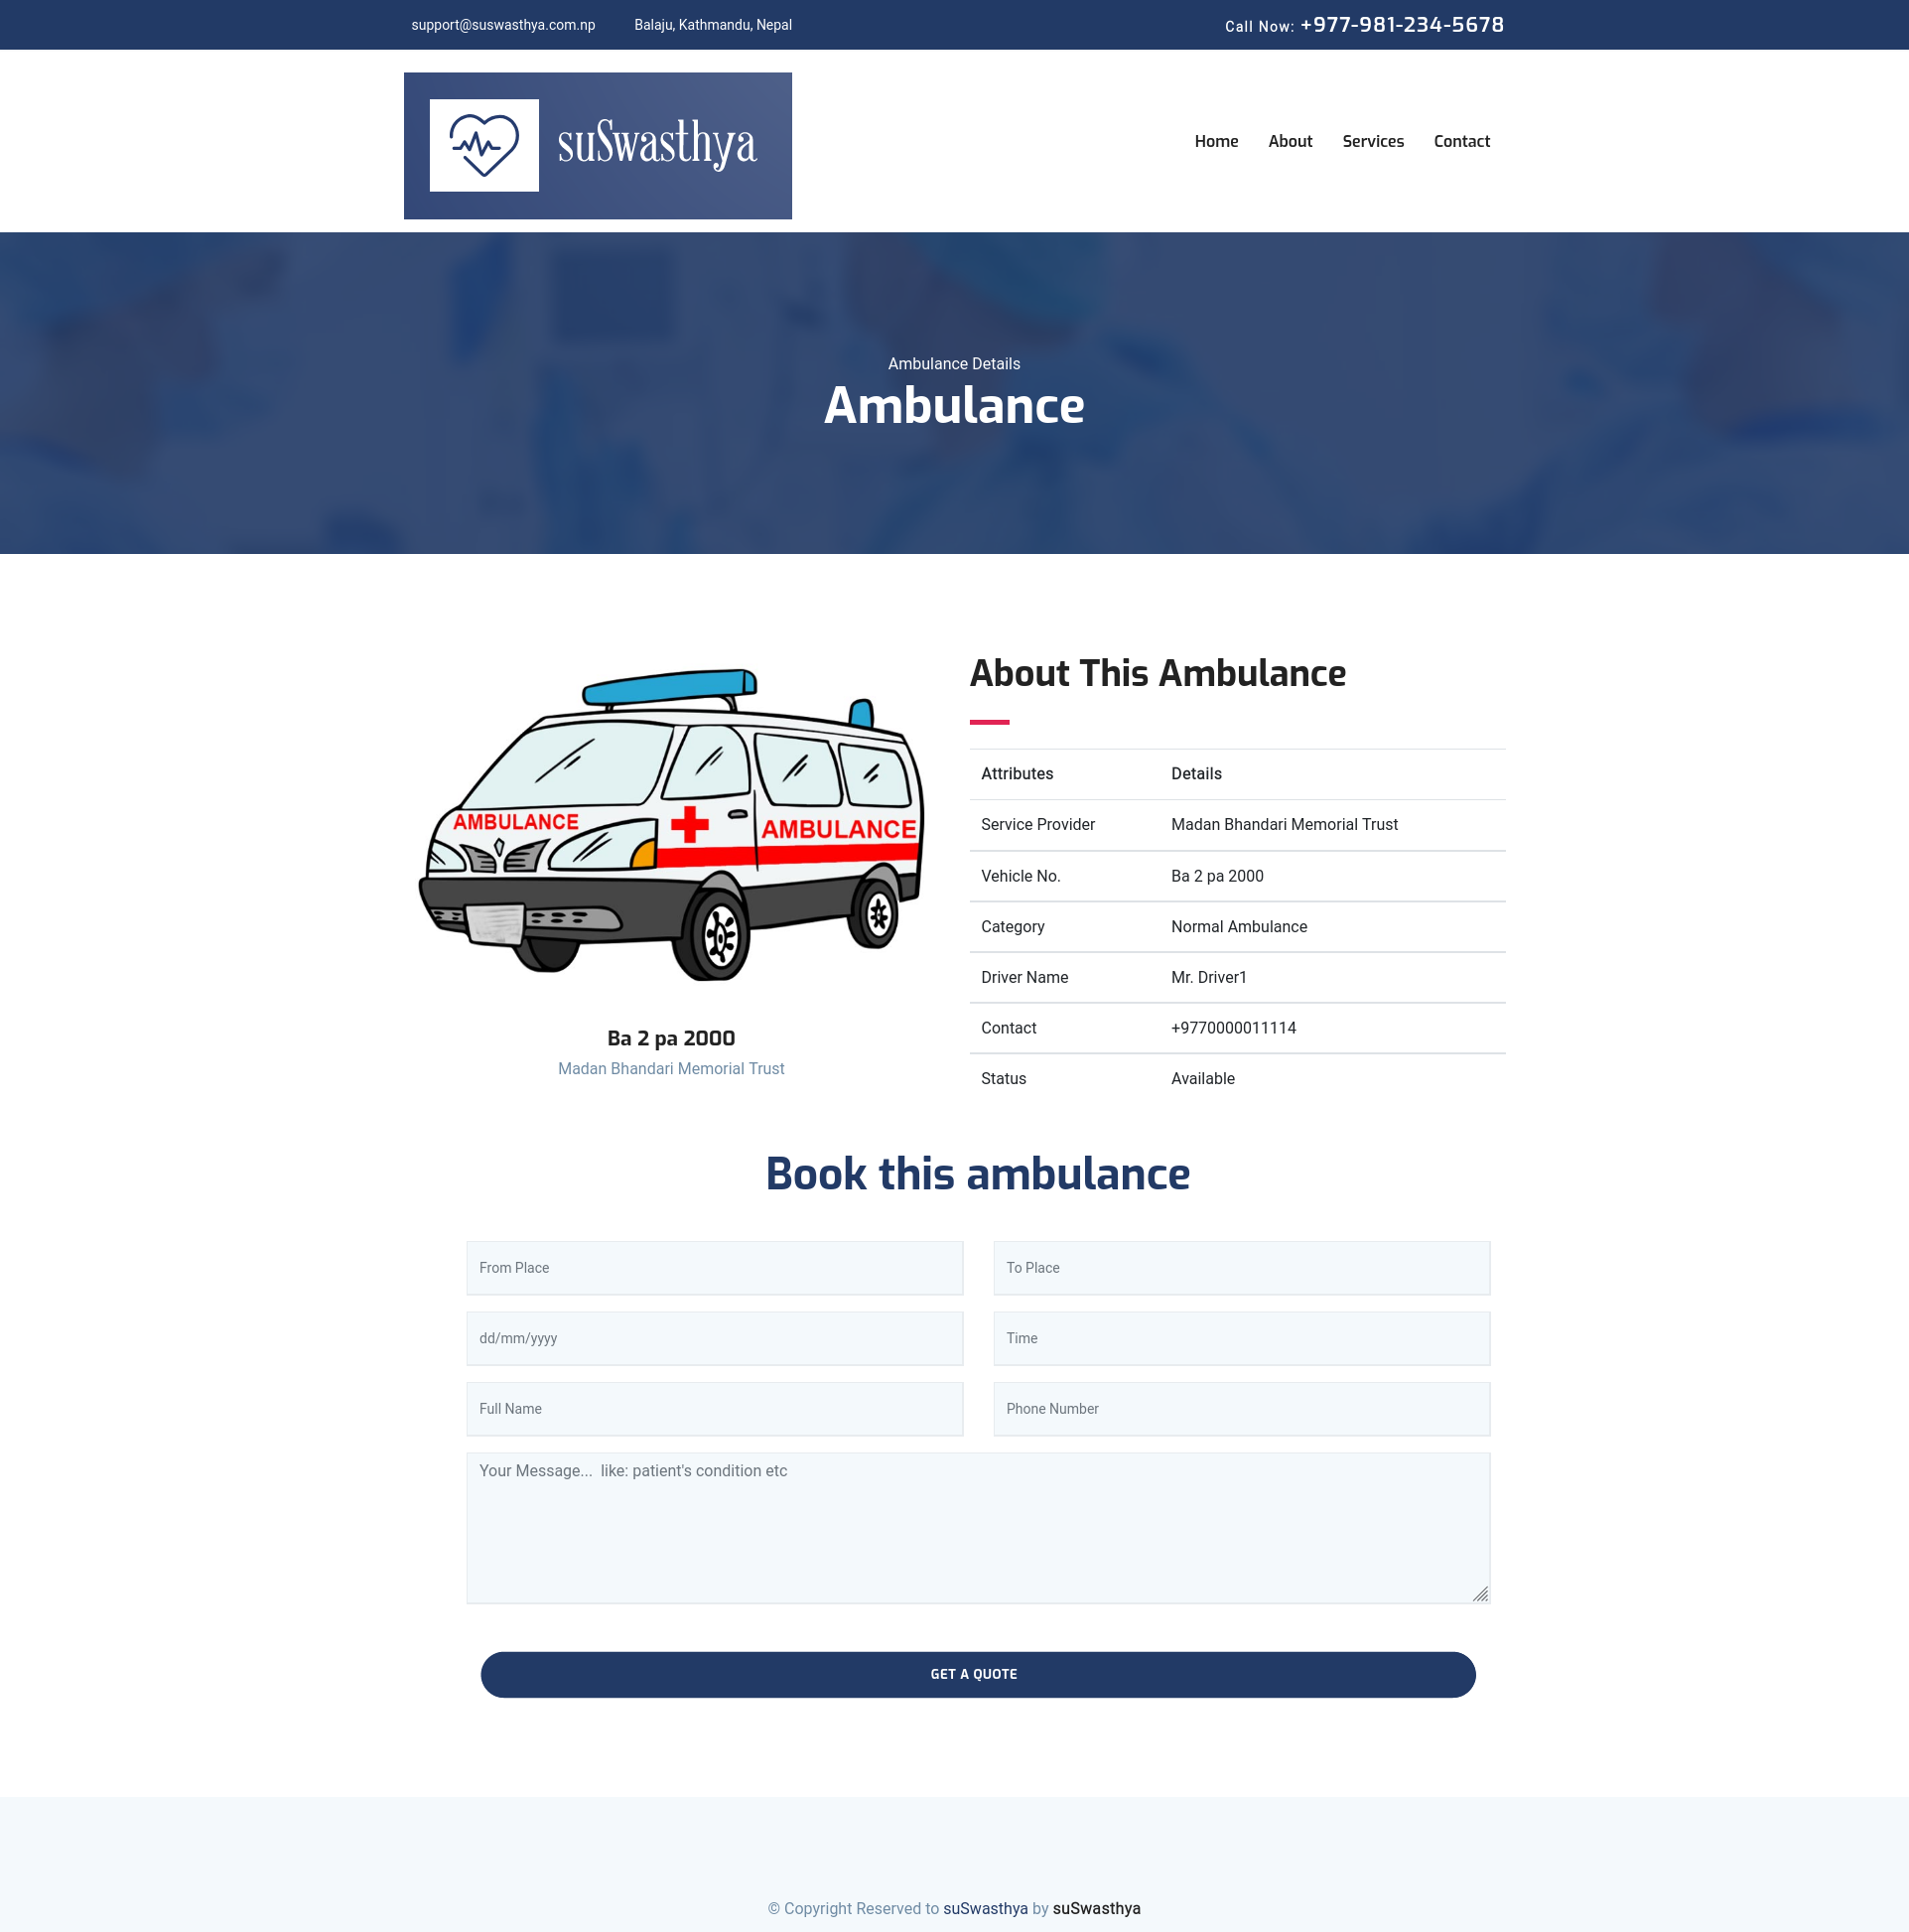 support@suswasthya.com.np Balaju, Kathmandu, Nepal Call Now: +977-981-234-5678
suSwasthya
Home About Services Contact
Ambulance Details
Ambulance
AMBULANCE AMBULANCE
Ba 2 pa 2000
Madan Bhandari Memorial Trust
About This Ambulance
Attributes Details
Service Provider Madan Bhandari Memorial Trust
Vehicle No. Ba 2 pa 2000
Category Normal Ambulance
Driver Name Mr. Driver1
Contact +9770000011114
Status Available
Book this ambulance
From Place To Place
dd/mm/yyyy Time
Full Name Phone Number
Your Message... like: patient's condition etc
GET A QUOTE
© Copyright Reserved to suSwasthya by suSwasthya